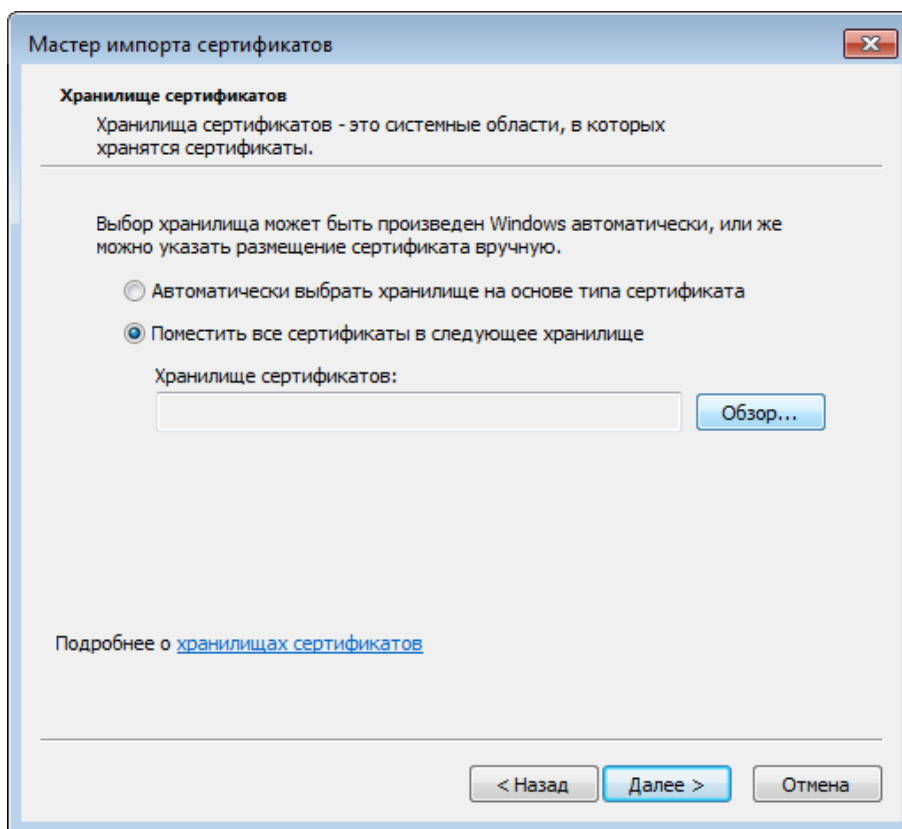 Мастер импорта сертификатов
Хранилище сертификатов
Хранилища сертификатов - это системные области, в которых
хранятся сертификаты.
Выбор хранилища может быть произведен Windows автоматически, или же
можно указать размещение сертификата вручную.
Автоматически выбрать хранилище на основе типа сертификата
Поместить все сертификаты в следующее хранилище
Хранилище сертификатов:
Обзор...
Подробнее о хранилищах сертификатов
< Назад Далее > Отмена